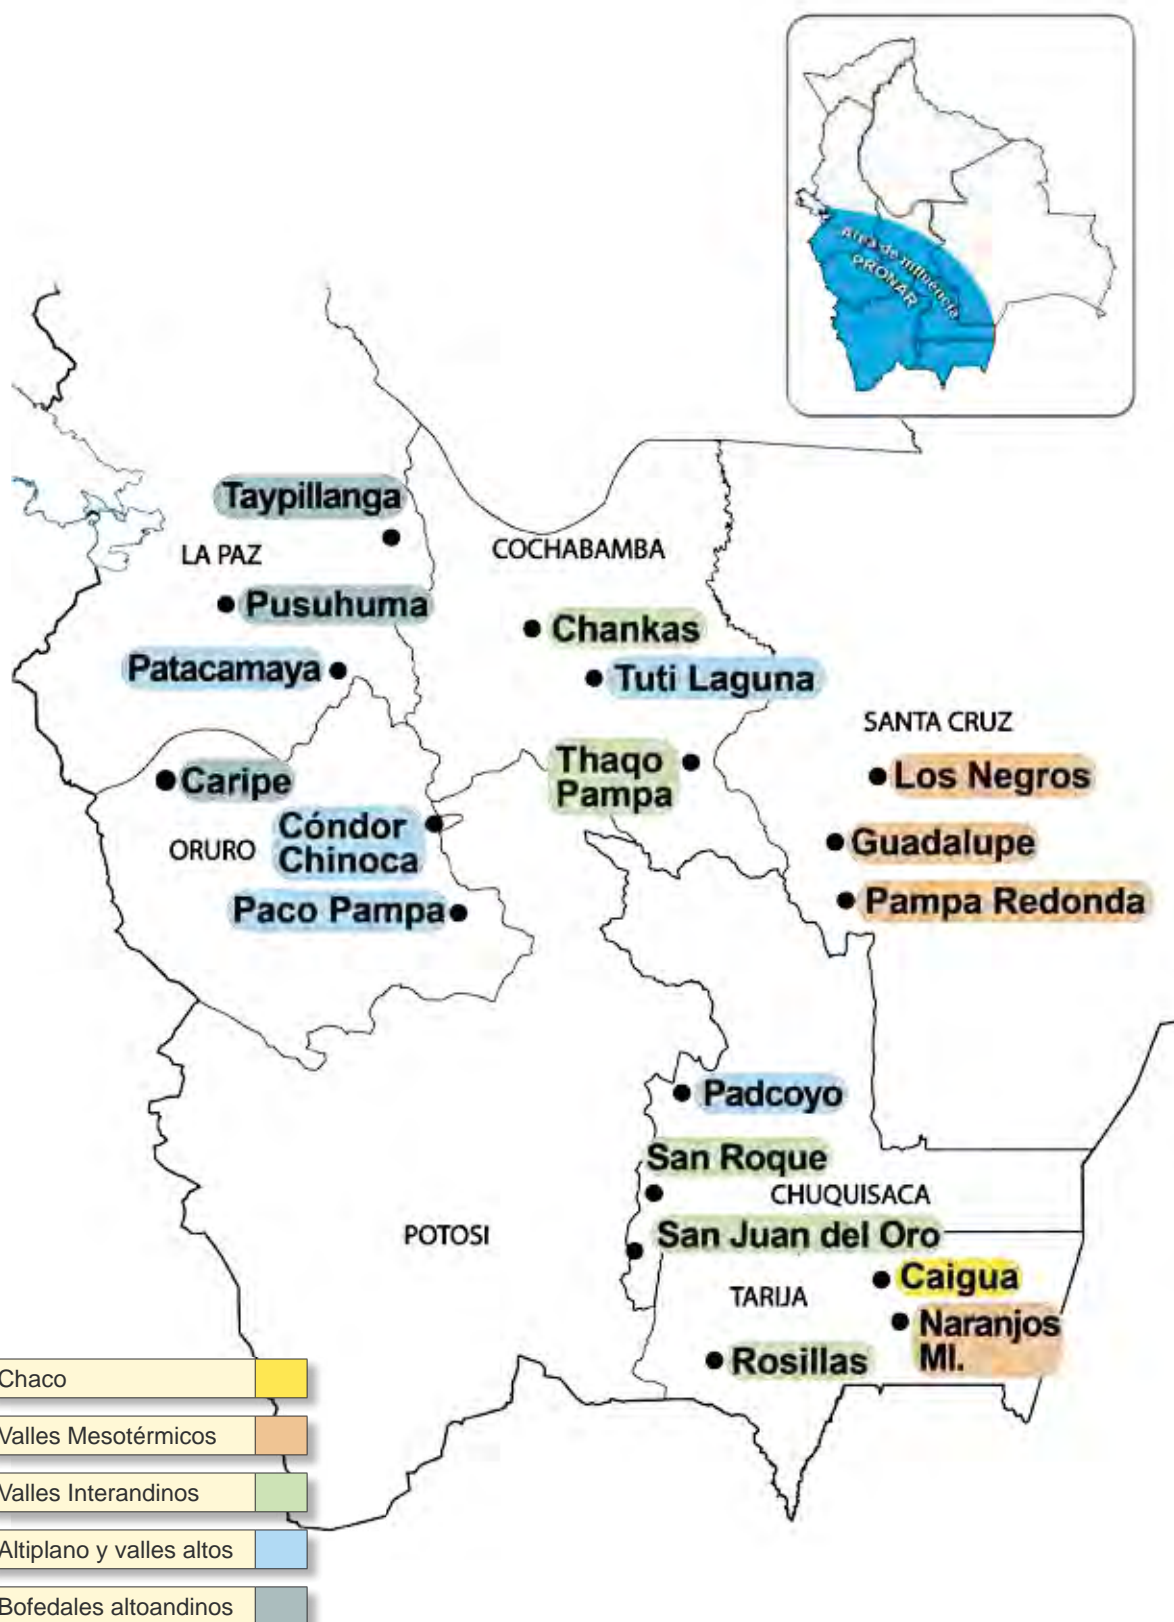 Area de influencia
PRONAR
Taypillanga
LA PAZ
COCHABAMBA
Pusuhuma
Chankas
Patacamaya
Tuti Laguna
SANTA CRUZ
Thaqo
Pampa
Caripe
Los Negros
Cóndor
Chinoca
ORURO
Guadalupe
Paco Pampa
Pampa Redonda
Padcoyo
San Roque
CHUQUISACA
POTOSI
San Juan del Oro
Caigua
TARIJA
Naranjos
MI.
Rosillas
Chaco
Valles Mesotérmicos
Valles Interandinos
Altiplano y valles altos
Bofedales altoandinos